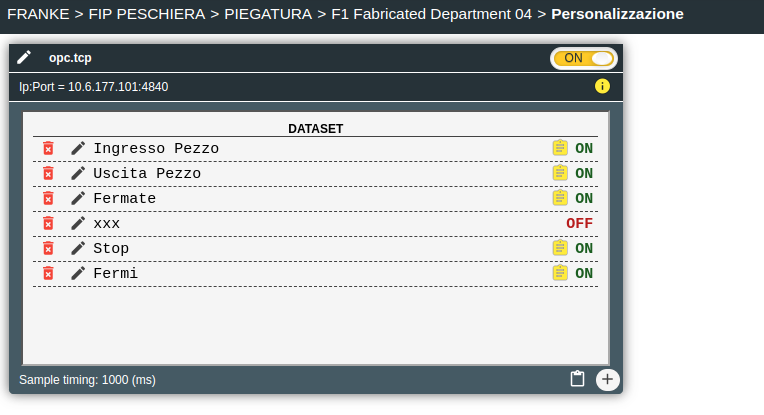 FRANKE > FIP PESCHIERA > PIEGATURA > F1 Fabricated Department 04 > Personalizzazione
opc.tcp ON
Ip:Port = 10.6.177.101:4840
DATASET
Ingresso Pezzo ON
Uscita Pezzo ON
Fermate ON
xxx OFF
Stop ON
Fermi ON
Sample timing: 1000 (ms)